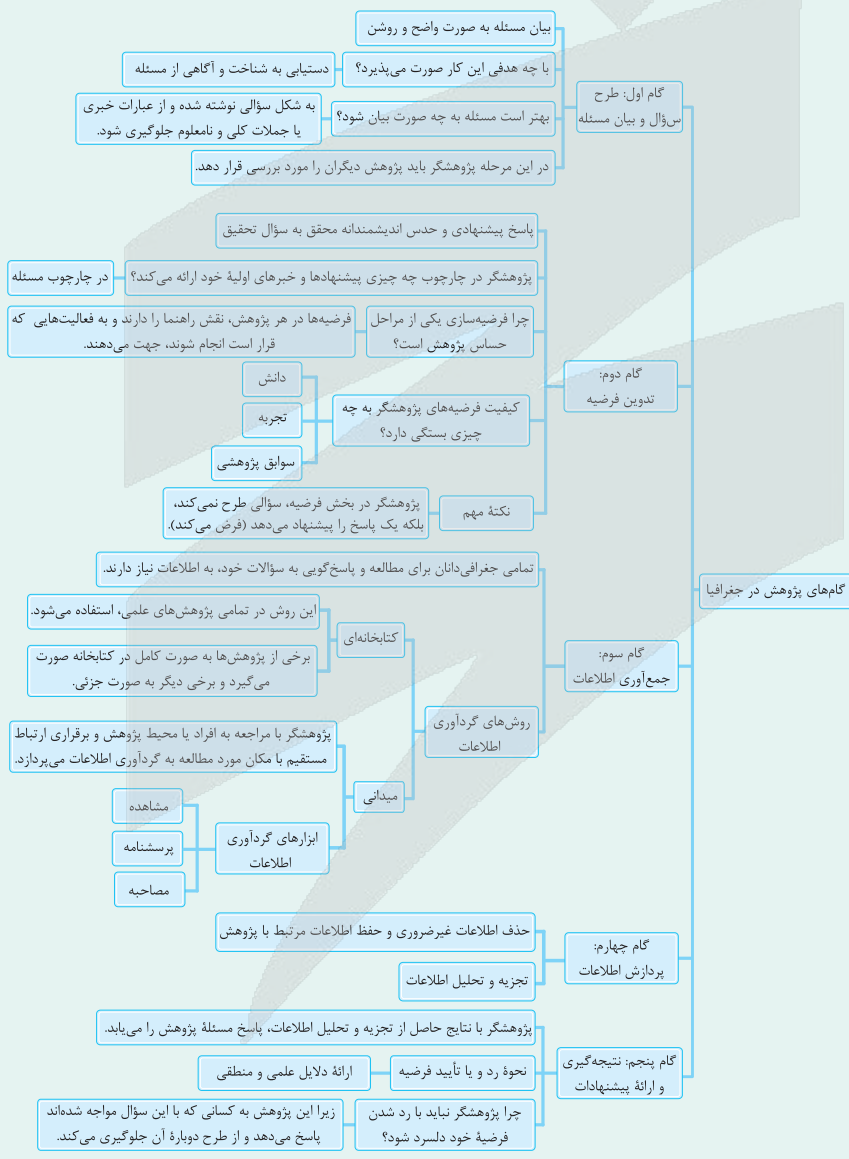 گام‌های پژوهش در جغرافیا
گام اول: طرح
سؤال و بیان مسئله
بیان مسئله به صورت واضح و روشن
با چه هدفی این کار صورت می‌پذیرد؟
دستیابی به شناخت و آگاهی از مسئله
بهتر است مسئله به چه صورت بیان شود؟
به شکل سؤالی نوشته شده و از عبارات خبری
یا جملات کلی و نامعلوم جلوگیری شود.
در این مرحله پژوهشگر باید پژوهش دیگران را مورد بررسی قرار دهد.
گام دوم:
تدوین فرضیه
پاسخ پیشنهادی و حدس اندیشمندانه محقق به سؤال تحقیق
پژوهشگر در چارچوب چه چیزی پیشنهادها و خبرهای اولیهٔ خود ارائه می‌کند؟
در چارچوب مسئله
چرا فرضیه‌سازی یکی از مراحل
حساس پژوهش است؟
فرضیه‌ها در هر پژوهش، نقش راهنما را دارند و به فعالیت‌هایی که
قرار است انجام شوند، جهت می‌دهند.
کیفیت فرضیه‌های پژوهشگر به چه
چیزی بستگی دارد؟
دانش
تجربه
سوابق پژوهشی
نکتهٔ مهم
پژوهشگر در بخش فرضیه، سؤالی طرح نمی‌کند،
بلکه یک پاسخ را پیشنهاد می‌دهد (فرض می‌کند).
گام سوم:
جمع‌آوری اطلاعات
تمامی جغرافی‌دانان برای مطالعه و پاسخ‌گویی به سؤالات خود، به اطلاعات نیاز دارند.
روش‌های گردآوری
اطلاعات
کتابخانه‌ای
این روش در تمامی پژوهش‌های علمی، استفاده می‌شود.
برخی از پژوهش‌ها به صورت کامل در کتابخانه صورت
می‌گیرد و برخی دیگر به صورت جزئی.
میدانی
پژوهشگر با مراجعه به افراد یا محیط پژوهش و برقراری ارتباط
مستقیم با مکان مورد مطالعه به گردآوری اطلاعات می‌پردازد.
ابزارهای گردآوری
اطلاعات
مشاهده
پرسشنامه
مصاحبه
گام چهارم:
پردازش اطلاعات
حذف اطلاعات غیرضروری و حفظ اطلاعات مرتبط با پژوهش
تجزیه و تحلیل اطلاعات
گام پنجم: نتیجه‌گیری
و ارائهٔ پیشنهادات
پژوهشگر با نتایج حاصل از تجزیه و تحلیل اطلاعات، پاسخ مسئلهٔ پژوهش را می‌یابد.
نحوهٔ رد و یا تأیید فرضیه
ارائهٔ دلایل علمی و منطقی
چرا پژوهشگر نباید با رد شدن
فرضیهٔ خود دلسرد شود؟
زیرا این پژوهش به کسانی که با این سؤال مواجه شده‌اند
پاسخ می‌دهد و از طرح دوبارهٔ آن جلوگیری می‌کند.